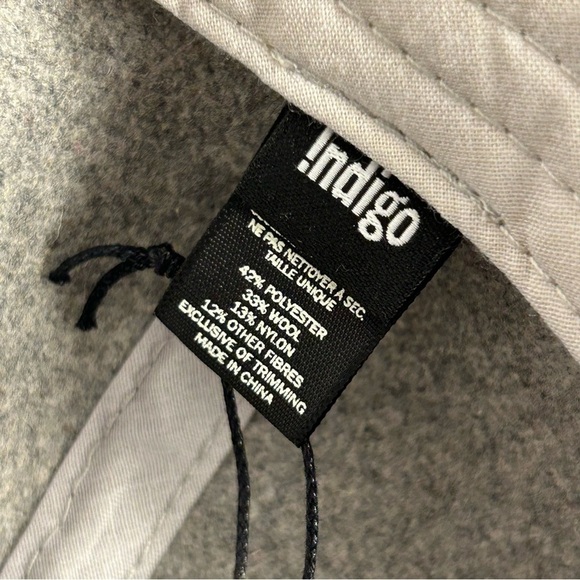 !ndigo
NE PAS NETTOYER À SEC.
TAILLE UNIQUE
42% POLYESTER
33% WOOL
13% NYLON
12% OTHER FIBRES
EXCLUSIVE OF TRIMMING
MADE IN CHINA